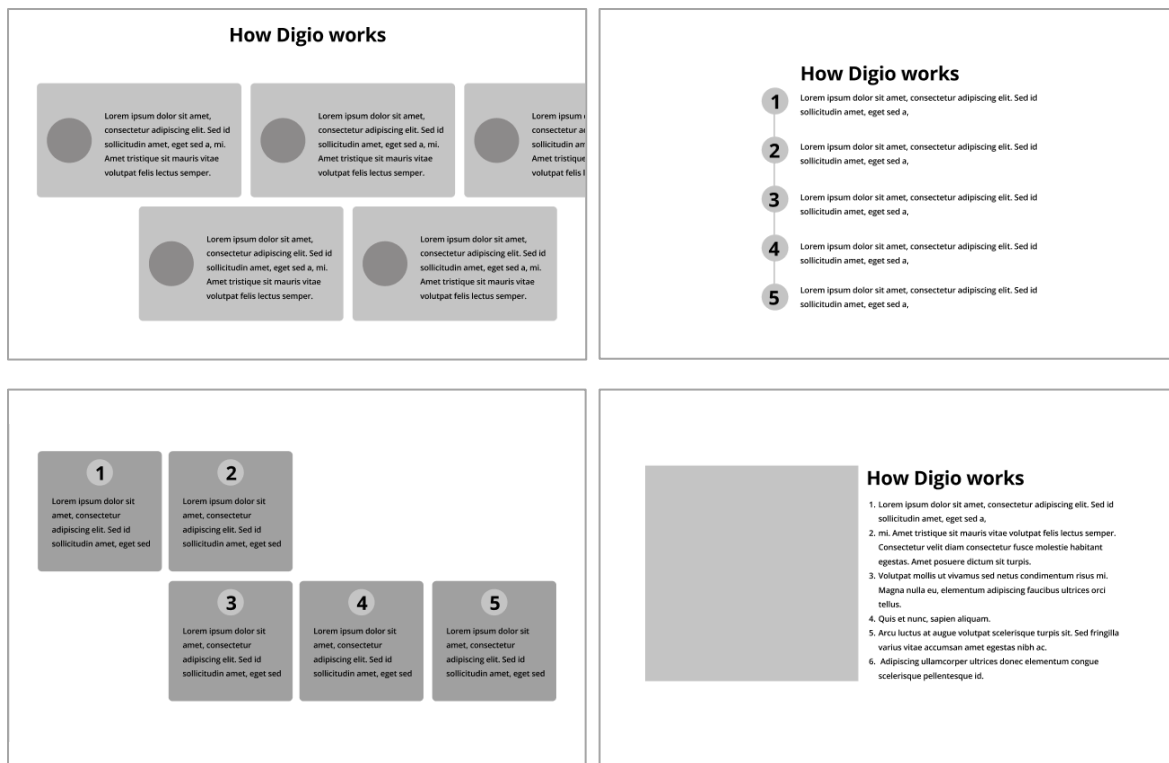 How Digio works
Lorem ipsum dolor sit amet,
consectetur adipiscing elit. Sed id
sollicitudin amet, eget sed a, mi.
Amet tristique sit mauris vitae
volutpat felis lectus semper.
Lorem ipsum dolor sit amet,
consectetur adipiscing elit. Sed id
sollicitudin amet, eget sed a, mi.
Amet tristique sit mauris vitae
volutpat felis lectus semper.
Lorem ipsum
consectetur
sollicitudin
Amet tristique
volutpat felis
Lorem ipsum dolor sit amet,
consectetur adipiscing elit. Sed id
sollicitudin amet, eget sed a, mi.
Amet tristique sit mauris vitae
volutpat felis lectus semper.
Lorem ipsum dolor sit amet,
consectetur adipiscing elit. Sed id
sollicitudin amet, eget sed a, mi.
Amet tristique sit mauris vitae
volutpat felis lectus semper.
How Digio works
1 Lorem ipsum dolor sit amet, consectetur adipiscing elit. Sed id
sollicitudin amet, eget sed a,
2 Lorem ipsum dolor sit amet, consectetur adipiscing elit. Sed id
sollicitudin amet, eget sed a,
3 Lorem ipsum dolor sit amet, consectetur adipiscing elit. Sed id
sollicitudin amet, eget sed a,
4 Lorem ipsum dolor sit amet, consectetur adipiscing elit. Sed id
sollicitudin amet, eget sed a,
5 Lorem ipsum dolor sit amet, consectetur adipiscing elit. Sed id
sollicitudin amet, eget sed a,
1
Lorem ipsum dolor sit
amet, consectetur
adipiscing elit. Sed id
sollicitudin amet, eget sed
2
Lorem ipsum dolor sit
amet, consectetur
adipiscing elit. Sed id
sollicitudin amet, eget sed
3
Lorem ipsum dolor sit
amet, consectetur
adipiscing elit. Sed id
sollicitudin amet, eget sed
4
Lorem ipsum dolor sit
amet, consectetur
adipiscing elit. Sed id
sollicitudin amet, eget sed
5
Lorem ipsum dolor sit
amet, consectetur
adipiscing elit. Sed id
sollicitudin amet, eget sed
How Digio works
1. Lorem ipsum dolor sit amet, consectetur adipiscing elit. Sed id
sollicitudin amet, eget sed a,
2. mi. Amet tristique sit mauris vitae volutpat felis lectus semper.
Consectetur velit diam consectetur fusce molestie habitant
egestas. Amet posuere dictum sit turpis.
3. Volutpat mollis ut vivamus sed netus condimentum risus mi.
Magna nulla eu, elementum adipiscing faucibus ultrices orci
tellus.
4. Quis et nunc, sapien aliquam.
5. Arcu luctus at augue volutpat scelerisque turpis sit. Sed fringilla
varius vitae accumsan amet egestas nibh ac.
6. Adipiscing ullamcorper ultrices donec elementum congue
scelerisque pellentesque id.